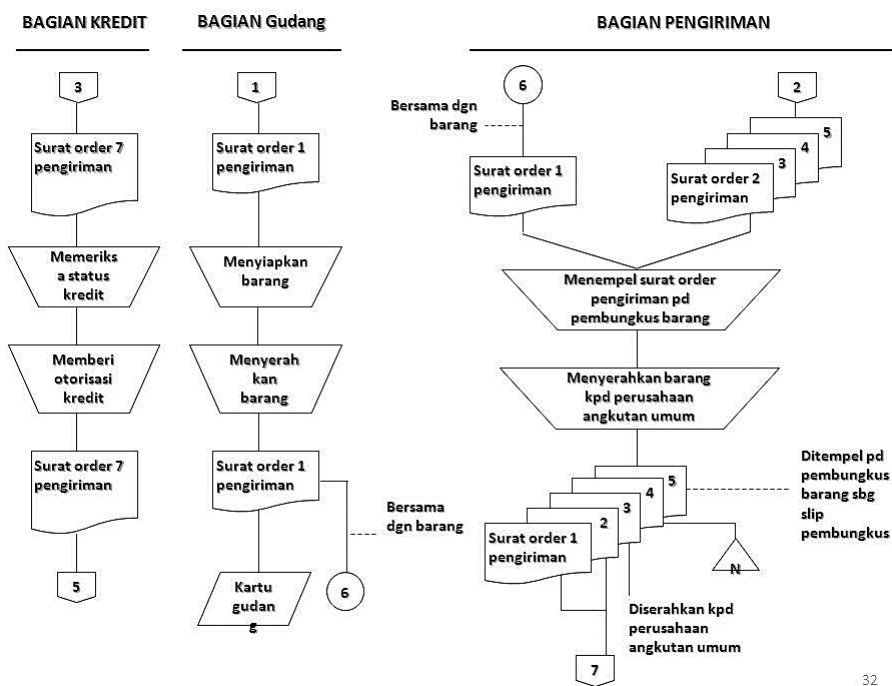 BAGIAN KREDIT
3
Surat order 7
pengiriman
Memeriks
a status
kredit
Memberi
otorisasi
kredit
Surat order 7
pengiriman
5
BAGIAN Gudang
1
Surat order 1
pengiriman
Menyiapkan
barang
Menyerah
kan
barang
Surat order 1
pengiriman
Bersama
dgn barang
Kartu
gudan
g
6
BAGIAN PENGIRIMAN
6
Bersama dgn
barang
Surat order 1
pengiriman
2
5
4
3
Surat order 2
pengiriman
Menempel surat order
pengiriman pd
pembungkus barang
Menyerahkan barang
kpd perusahaan
angkutan umum
5
4
3
2
Surat order 1
pengiriman
Ditempel pd
pembungkus
barang sbg
slip
pembungkus
N
Diserahkan kpd
perusahaan
angkutan umum
7
32